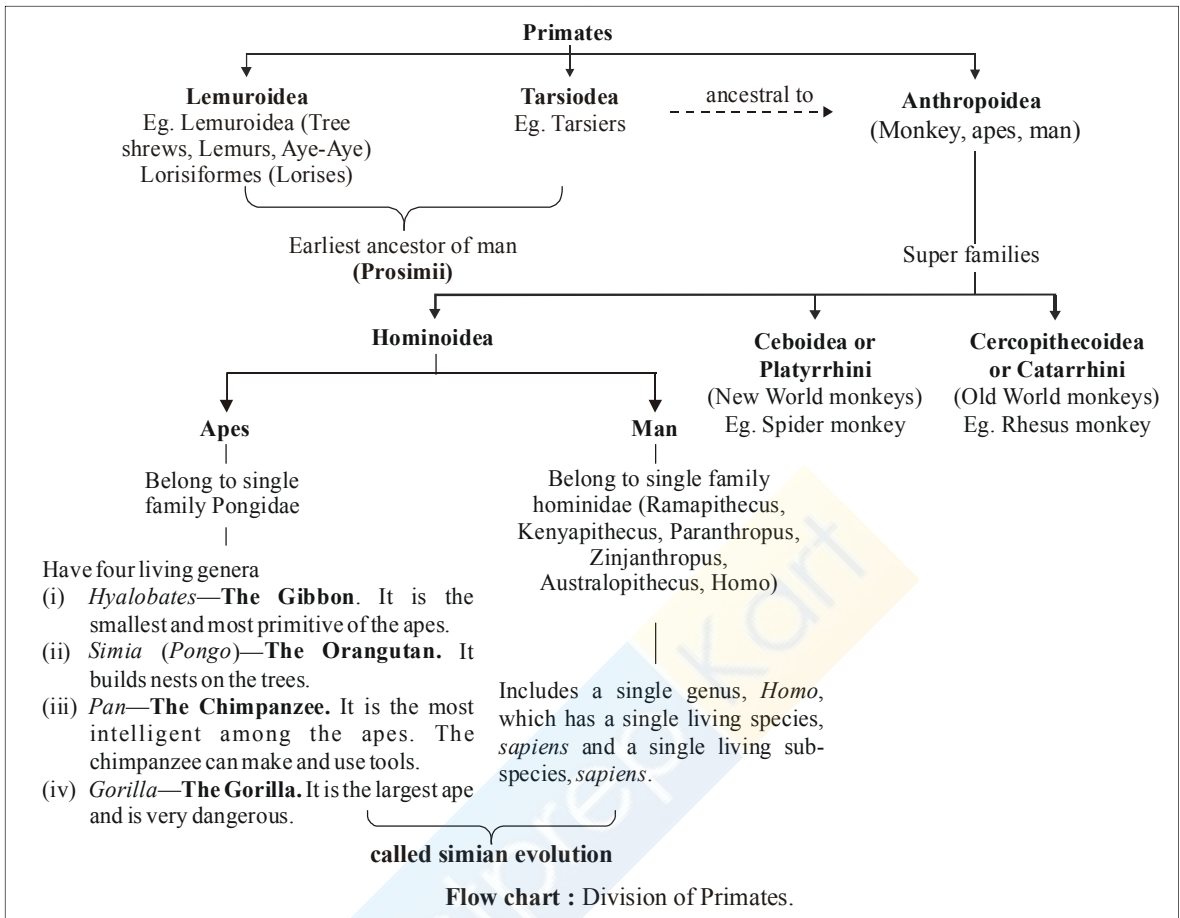 Primates
Lemuroidea
Eg. Lemuroidea (Tree
shrews, Lemurs, Aye-Aye)
Lorisiformes (Lorises)
Tarsiodea
Eg. Tarsiers
ancestral to
Anthropoidea
(Monkey, apes, man)
Earliest ancestor of man
(Prosimii)
Super families
Hominoidea
Ceboidea or
Platyrrhini
(New World monkeys)
Eg. Spider monkey
Cercopithecoidea
or Catarrhini
(Old World monkeys)
Eg. Rhesus monkey
Apes
Belong to single
family Pongidae
Have four living genera
(i) Hyalobates—The Gibbon. It is the
smallest and most primitive of the apes.
(ii) Simia (Pongo)—The Orangutan. It
builds nests on the trees.
(iii) Pan—The Chimpanzee. It is the most
intelligent among the apes. The
chimpanzee can make and use tools.
(iv) Gorilla—The Gorilla. It is the largest ape
and is very dangerous.
Man
Belong to single family
hominidae (Ramapithecus,
Kenyapithecus, Paranthropus,
Zinjanthropus,
Australopithecus, Homo)
Includes a single genus, Homo,
which has a single living species,
sapiens and a single living sub-
species, sapiens.
called simian evolution
Flow chart : Division of Primates.